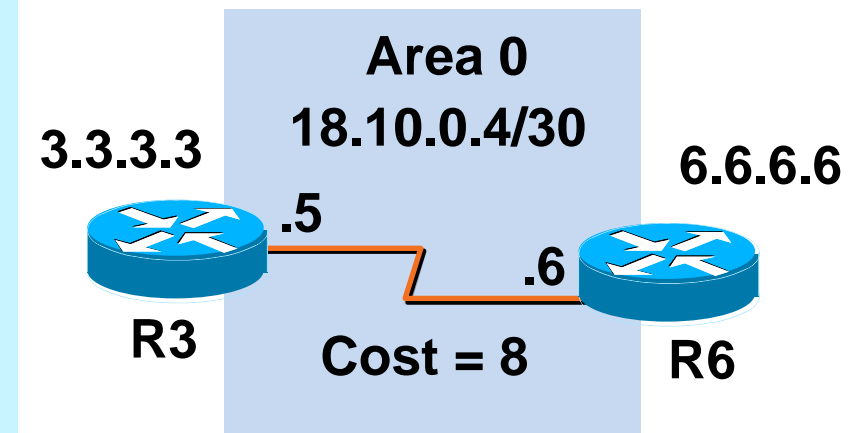 Area 0
18.10.0.4/30
3.3.3.3
6.6.6.6
.5
.6
R3
Cost = 8
R6